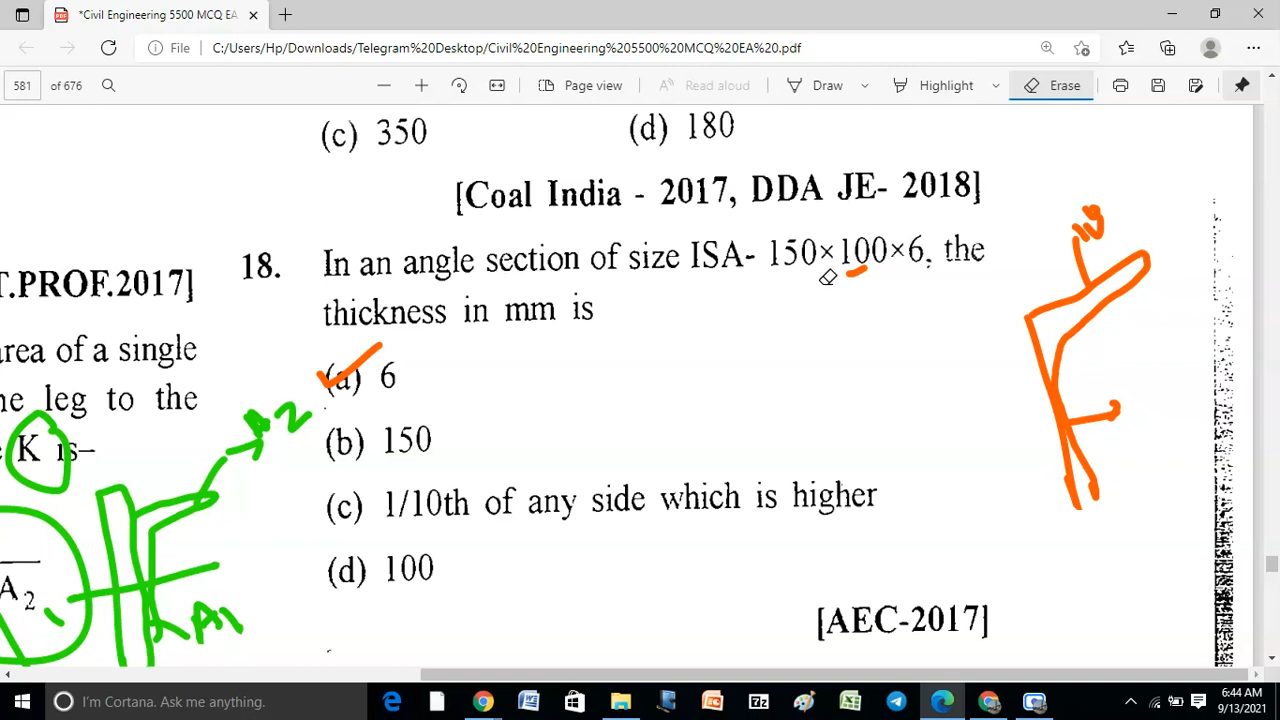 *Civil Engineering 5500 MCQ EA
File
C:/Users/Hp/Downloads/Telegram%20Desktop/Civil%20Engineering%205500%20MCQ%20EA%20.pdf
581 of 676
Page view
Read aloud
Draw
Highlight
Erase
(c) 350 (d) 180
[Coal India - 2017, DDA JE- 2018]
18. In an angle section of size ISA- 150×100×6, the
thickness in mm is
(a) 6
(b) 150
(c) 1/10th of any side which is higher
(d) 100
[AEC-2017]
T.PROF.2017]
area of a single
he leg to the
K is–
A2
A1
A2
I'm Cortana. Ask me anything.
6:44 AM
9/13/2021